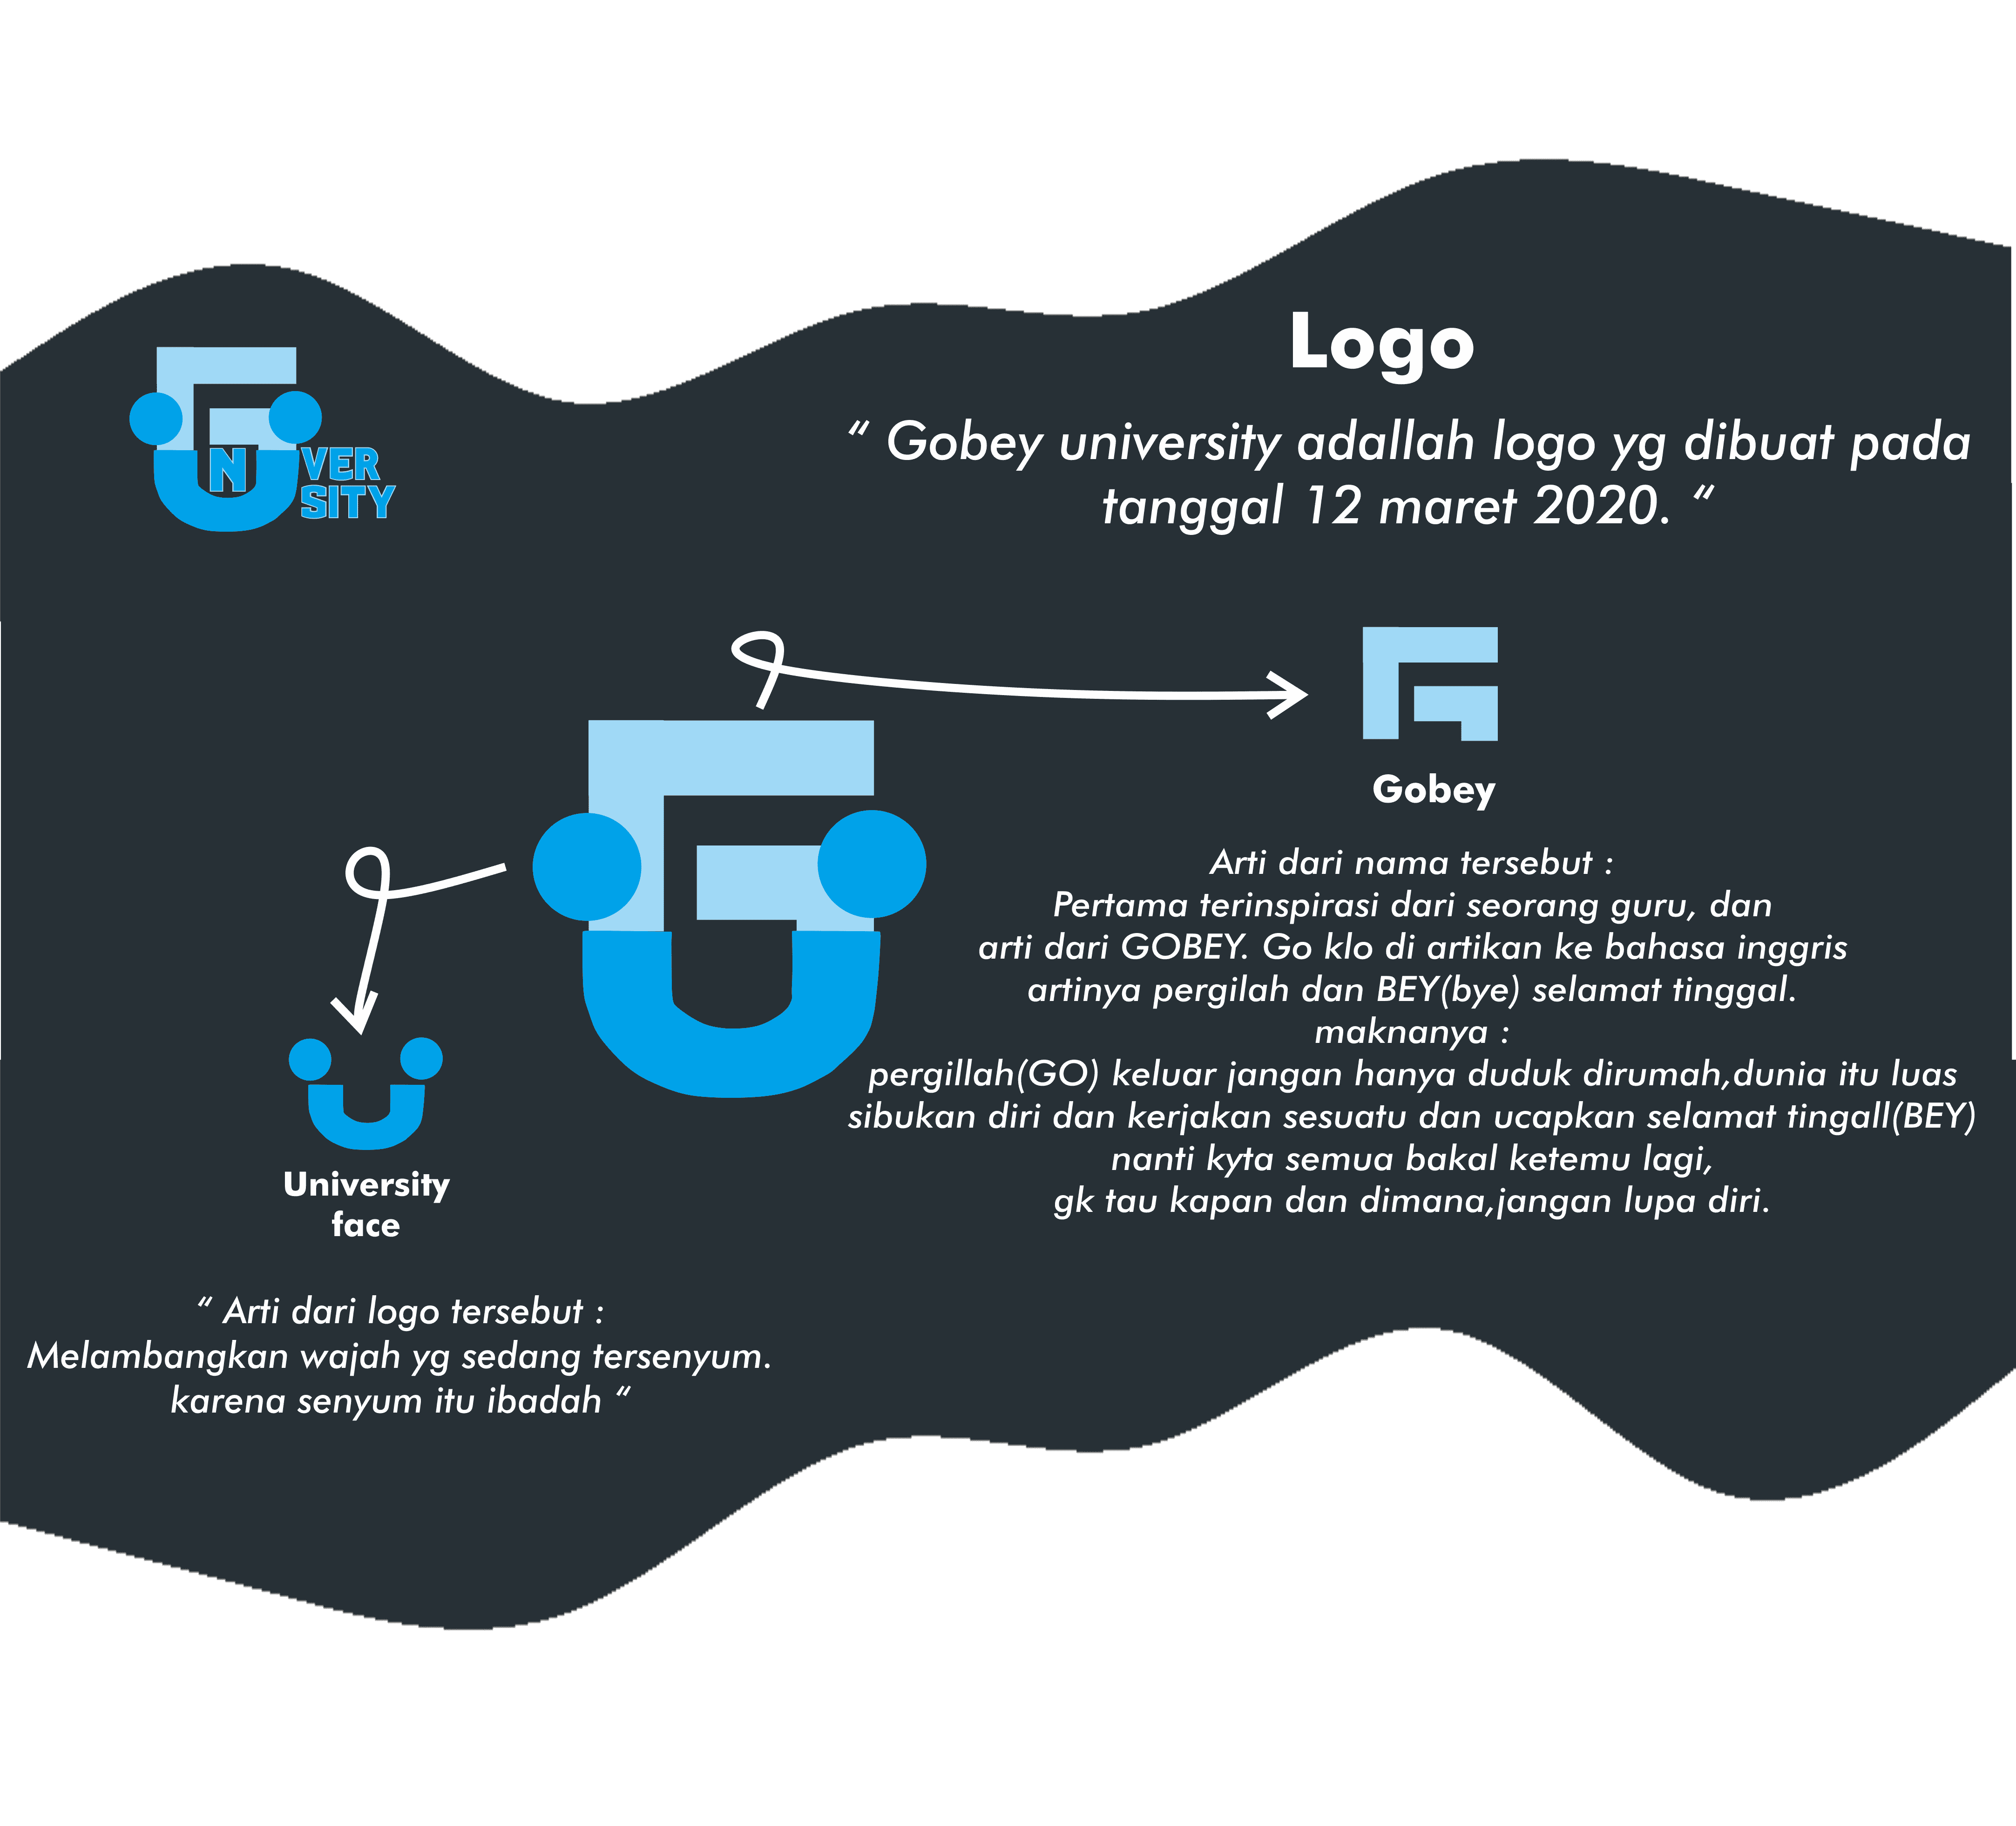 N
VER
SITY
Logo
“ Gobey university adallah logo yg dibuat pada
tanggal 12 maret 2020. “
Gobey
Arti dari nama tersebut :
Pertama terinspirasi dari seorang guru, dan
arti dari GOBEY. Go klo di artikan ke bahasa inggris
artinya pergilah dan BEY(bye) selamat tinggal.
maknanya :
pergillah(GO) keluar jangan hanya duduk dirumah,dunia itu luas
sibukan diri dan kerjakan sesuatu dan ucapkan selamat tingall(BEY)
nanti kyta semua bakal ketemu lagi,
gk tau kapan dan dimana,jangan lupa diri.
University
face
“ Arti dari logo tersebut :
Melambangkan wajah yg sedang tersenyum.
karena senyum itu ibadah “